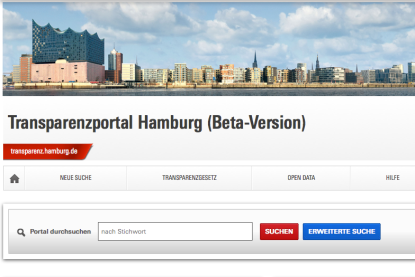 Transparenzportal Hamburg (Beta-Version)
transparenz.hamburg.de
NEUE SUCHE TRANSPARENZGESETZ OPEN DATA HILFE
Portal durchsuchen nach Stichwort SUCHEN ERWEITERTE SUCHE